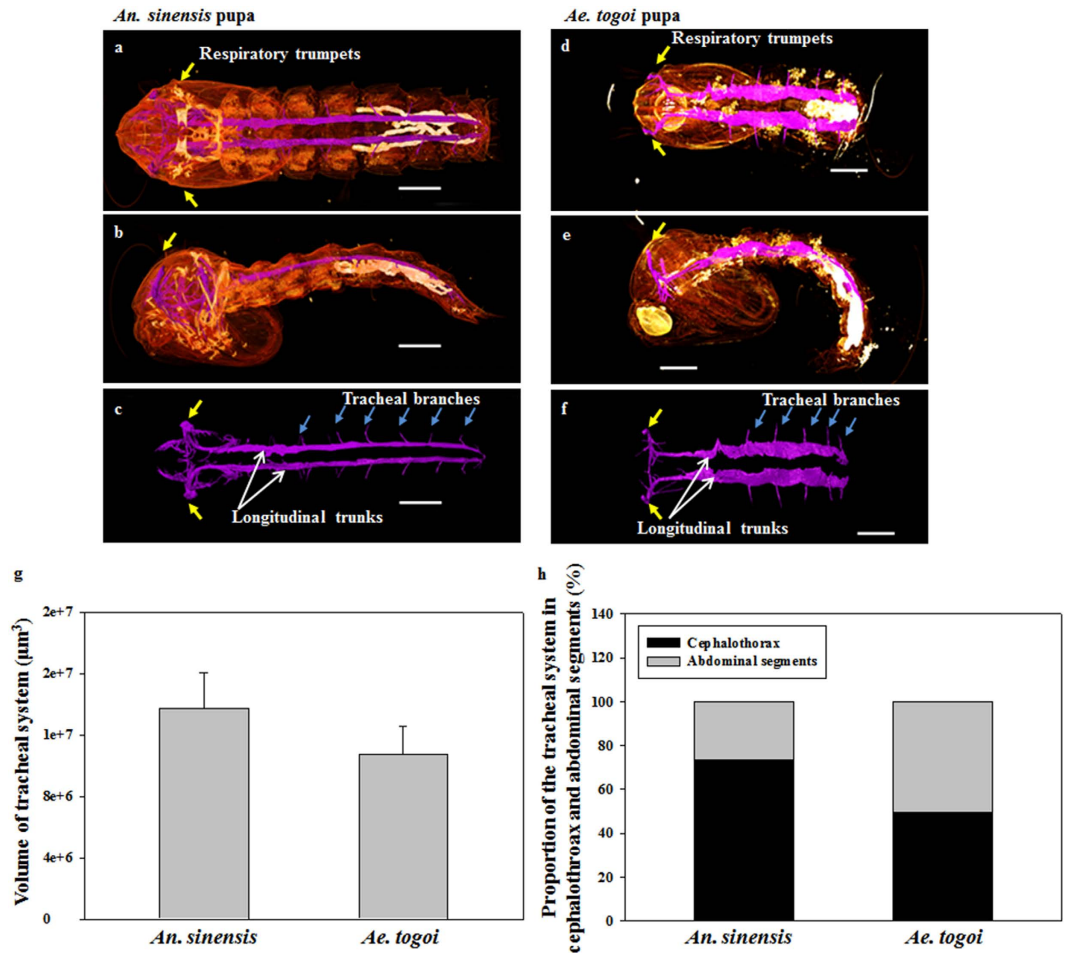 An. sinensis pupa
Ae. togoi pupa
a
Respiratory trumpets
d
Respiratory trumpets
b
e
c
Tracheal branches
Longitudinal trunks
f
Tracheal branches
Longitudinal trunks
g
Volume of tracheal system (µm³)
2e+7
2e+7
1e+7
8e+6
4e+6
0
An. sinensis
Ae. togoi
h
Proportion of the tracheal system in
cephalothroax and abdominal segments (%)
140
120
100
80
60
40
20
0
Cephalothorax
Abdominal segments
An. sinensis
Ae. togoi